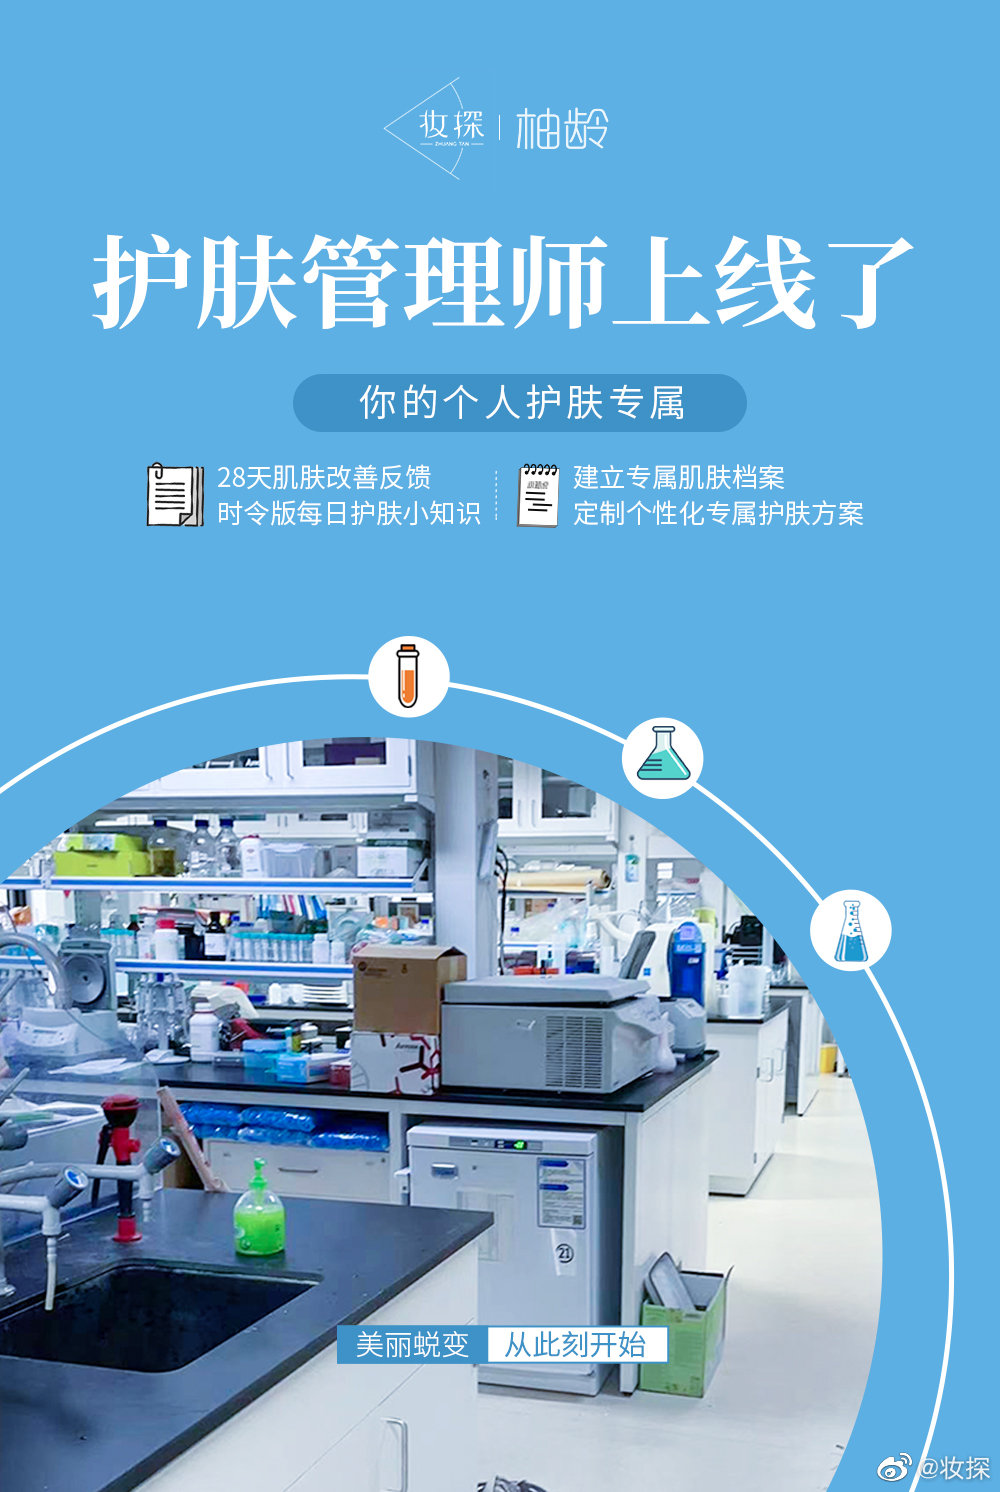 妆探
ZHUANG TAN
柚龄
护肤管理师上线了
你的个人护肤专属
28天肌肤改善反馈
时令版每日护肤小知识
建立专属肌肤档案
定制个性化专属护肤方案
21
美丽蜕变
从此刻开始
@妆探